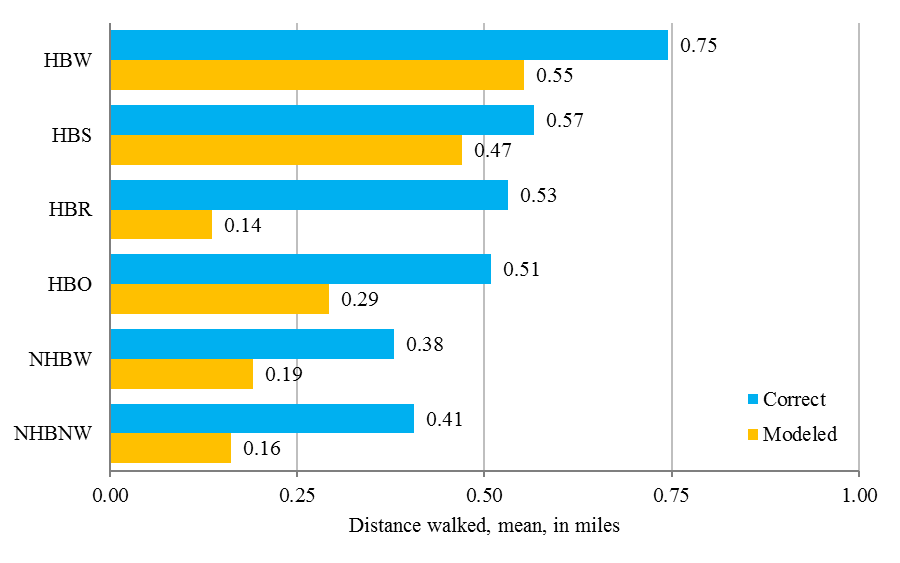 HBW
0.75
0.55
HBS
0.57
0.47
HBR
0.53
0.14
HBO
0.51
0.29
NHBW
0.38
0.19
NHBNW
0.41
0.16
Correct
Modeled
0.00 0.25 0.50 0.75 1.00
Distance walked, mean, in miles